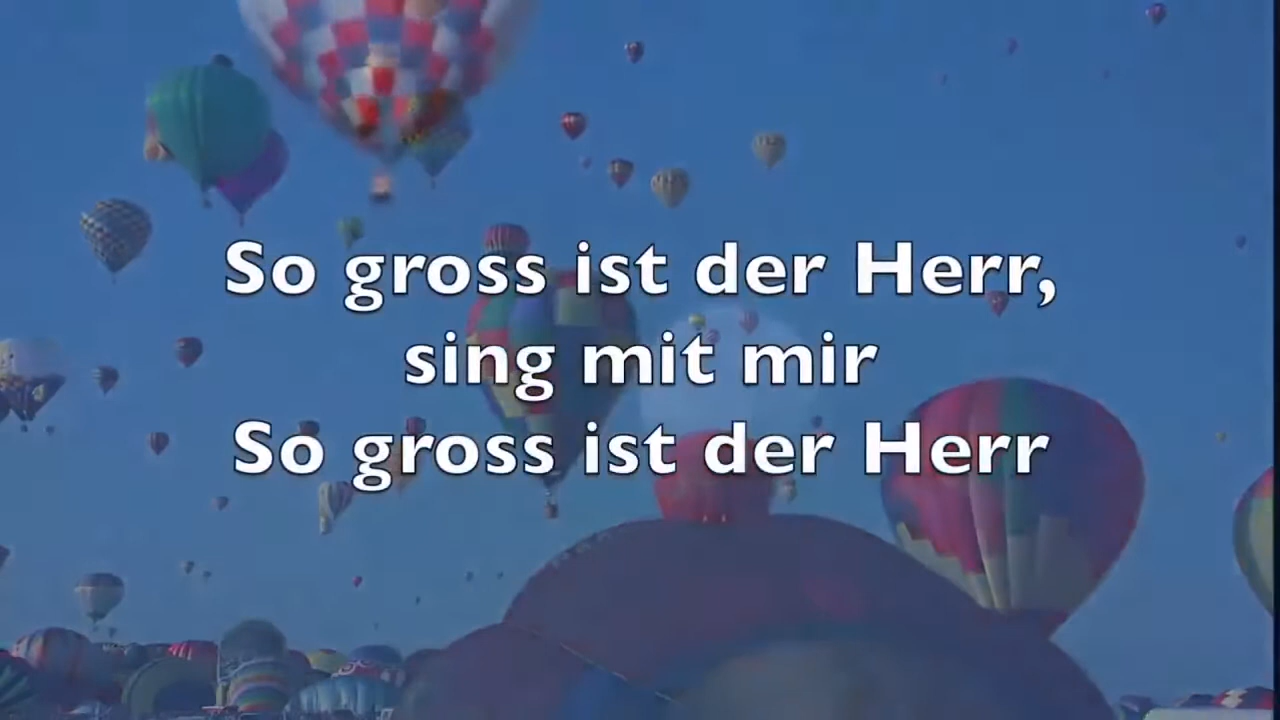 So gross ist der Herr,
sing mit mir
So gross ist der Herr